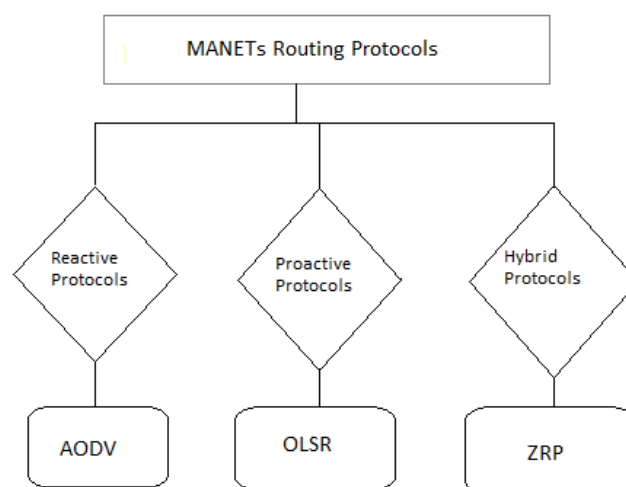 MANETs Routing Protocols
Reactive
Protocols
Proactive
Protocols
Hybrid
Protocols
AODV
OLSR
ZRP